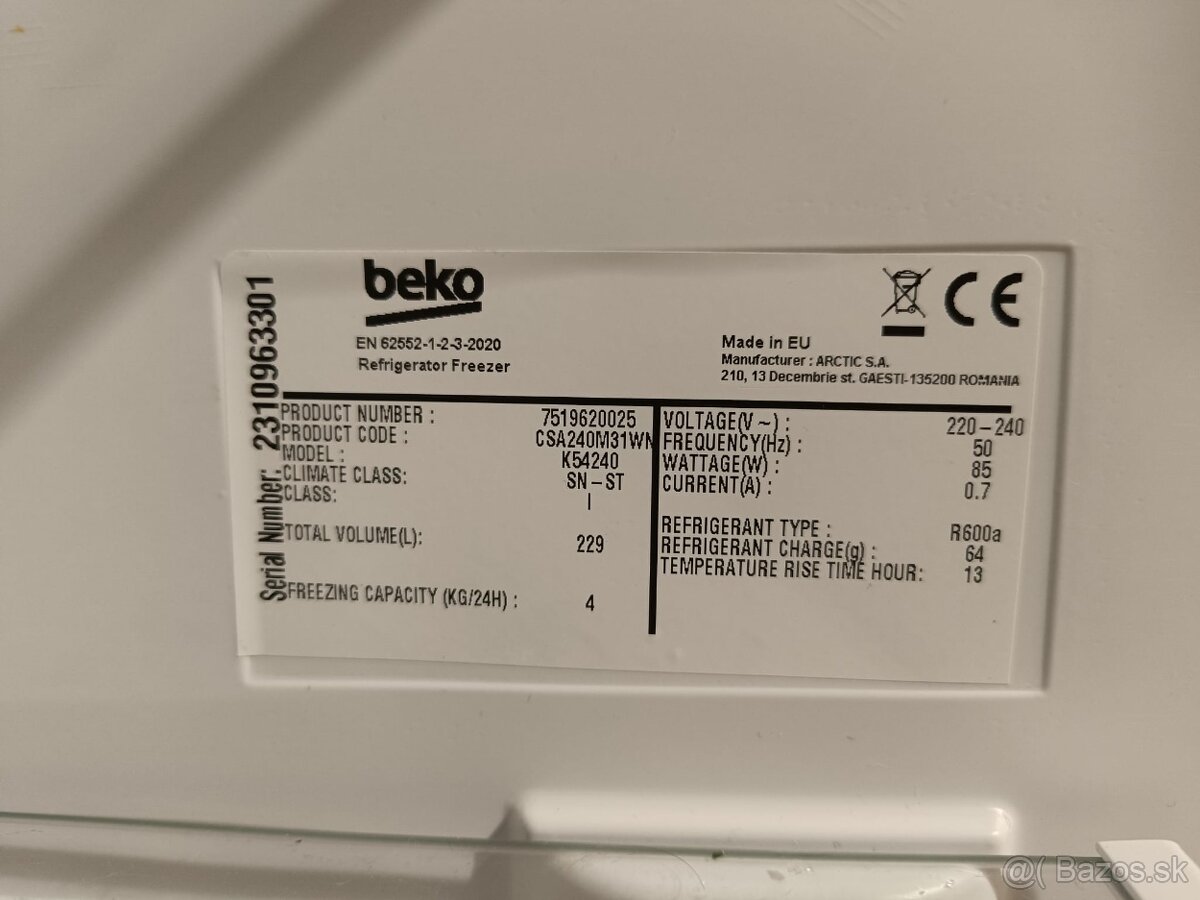 beko
EN 62552-1-2-3-2020
Refrigerator Freezer
CE
Made in EU
Manufacturer : ARCTIC S.A.
210, 13 Decembrie st. GAESTI-135200 ROMANIA
Serial Number: 2310963301
PRODUCT NUMBER : 7519620025
PRODUCT CODE : CSA240M31WN
MODEL : K54240
CLIMATE CLASS: SN-ST
CLASS: I
TOTAL VOLUME(L): 229
FREEZING CAPACITY (KG/24H) : 4
VOLTAGE(V~) : 220-240
FREQUENCY(Hz) : 50
WATTAGE(W) : 85
CURRENT(A) : 0.7
REFRIGERANT TYPE : R600a
REFRIGERANT CHARGE(g) : 64
TEMPERATURE RISE TIME HOUR: 13
@( Bazos.sk